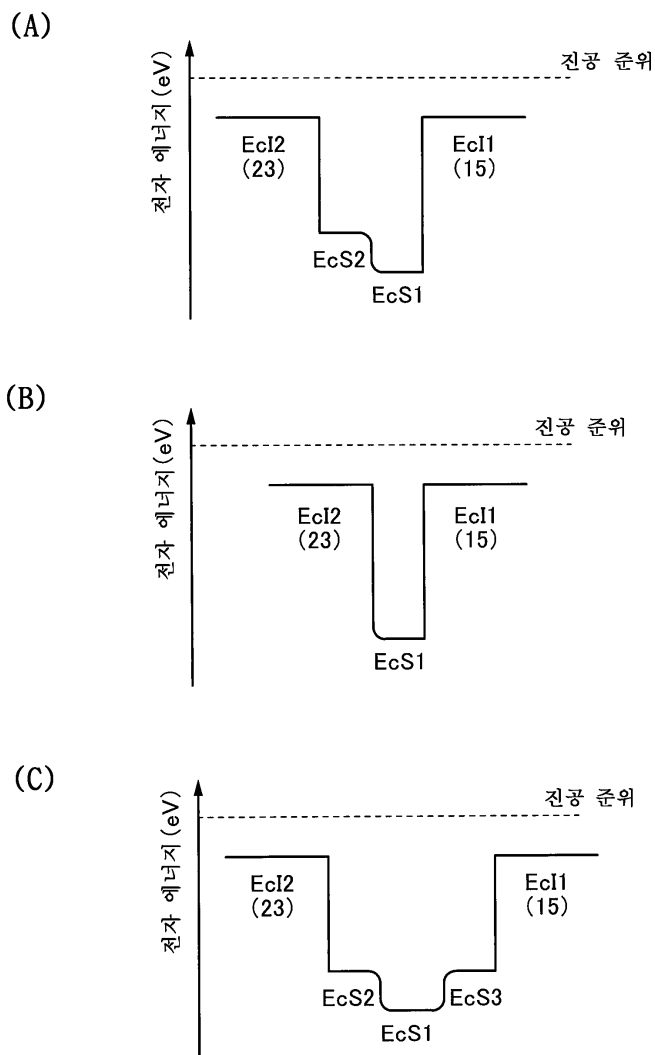 (A)
전자 에너지(eV)
진공 준위
EcI2
(23)
EcI1
(15)
EcS2
EcS1
(B)
전자 에너지(eV)
진공 준위
EcI2
(23)
EcI1
(15)
EcS1
(C)
전자 에너지(eV)
진공 준위
EcI2
(23)
EcI1
(15)
EcS2
EcS3
EcS1